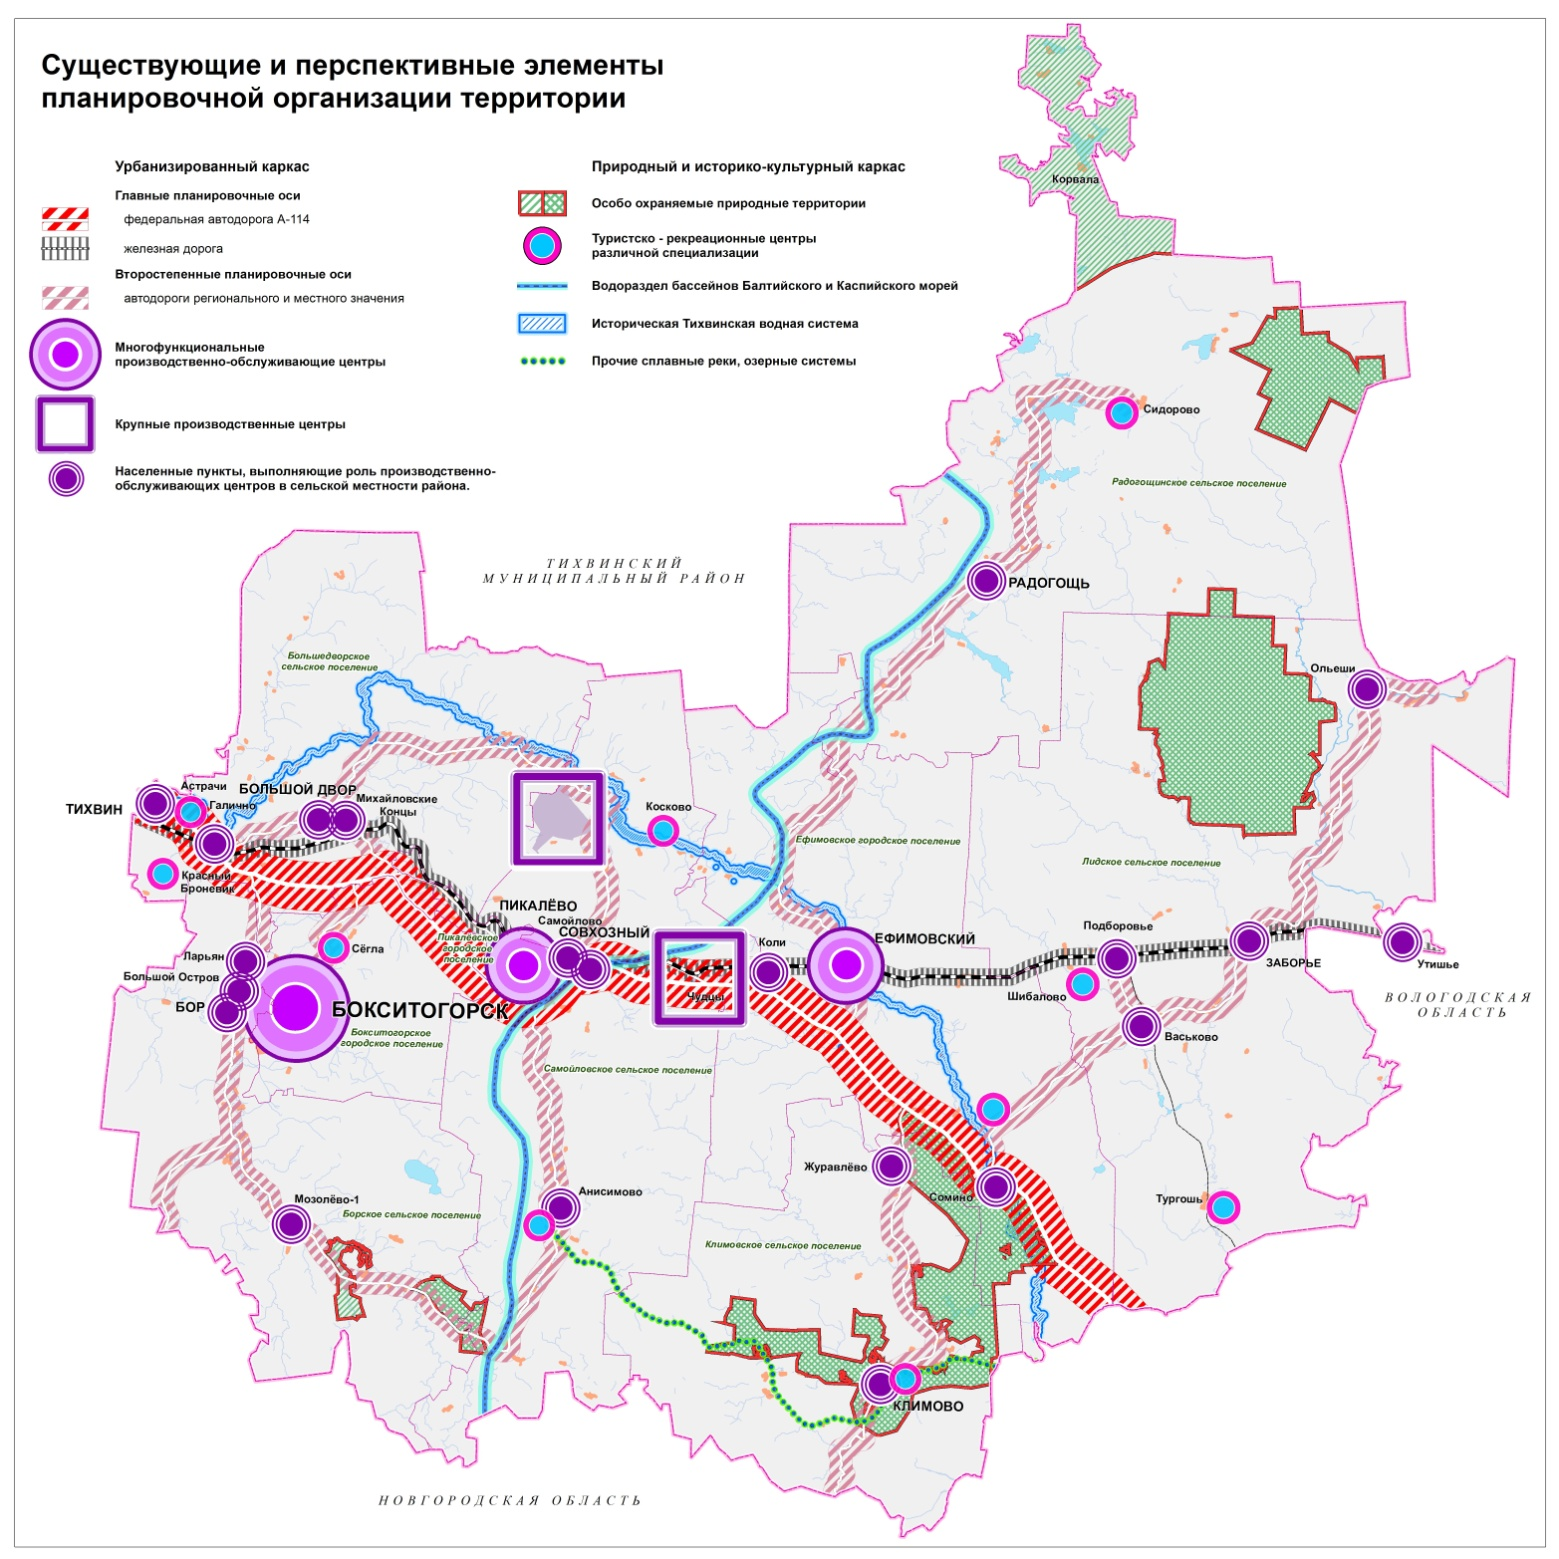 Существующие и перспективные элементы
планировочной организации территории
Урбанизированный каркас
Главные планировочные оси
федеральная автодорога А-114
железная дорога
Второстепенные планировочные оси
автодороги регионального и местного значения
Многофункциональные
производственно-обслуживающие центры
Крупные производственные центры
Населенные пункты, выполняющие роль производственно-
обслуживающих центров в сельской местности района.
Природный и историко-культурный каркас
Особо охраняемые природные территории
Туристско - рекреационные центры
различной специализации
Водораздел бассейнов Балтийского и Каспийского морей
Историческая Тихвинская водная система
Прочие сплавные реки, озерные системы
Корвала
Сидорово
Радогощинское сельское поселение
ТИХВИНСКИЙ
МУНИЦИПАЛЬНЫЙ РАЙОН
РАДОГОЩЬ
Большедворское
сельское поселение
Ольеши
Астрачи
БОЛЬШОЙ ДВОР
ТИХВИН
Галично
Михайловские
Концы
Косково
Ефимовское городское поселение
Лидское сельское поселение
Красный
Броневик
ПИКАЛЁВО
Самойлово
СОВХОЗНЫЙ
Пикалёвское
городское
поселение
Сёгла
Коли
ЕФИМОВСКИЙ
Подборовье
Ларьян
Большой Остров
БОР
БОКСИТОГОРСК
Чудцы
Шибалово
ЗАБОРЬЕ
Утишье
ВОЛОГОДСКАЯ
ОБЛАСТЬ
Бокситогорское
городское поселение
Васьково
Самойловское сельское поселение
Журавлёво
Сомино
Тургошь
Мозолёво-1
Анисимово
Борское сельское поселение
Климовское сельское поселение
КЛИМОВО
НОВГОРОДСКАЯ ОБЛАСТЬ